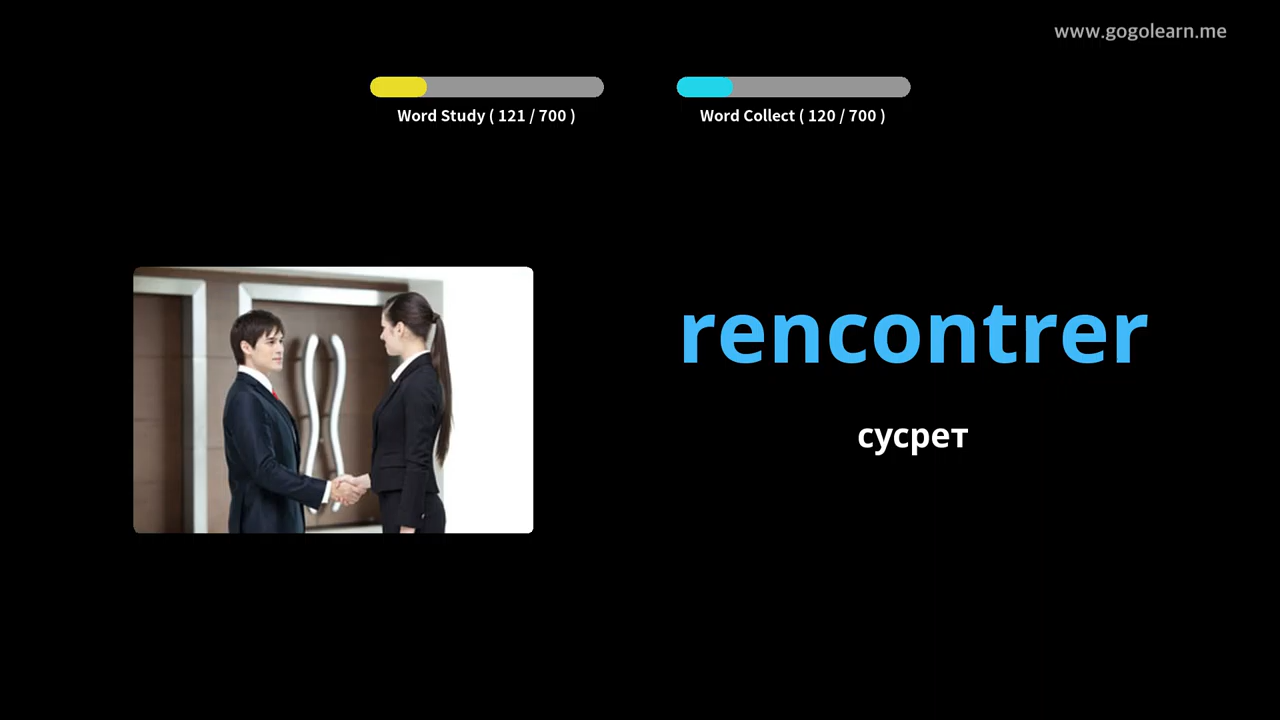 www.gogolearn.me
Word Study ( 121 / 700 )
Word Collect ( 120 / 700 )
rencontrer
сусрет